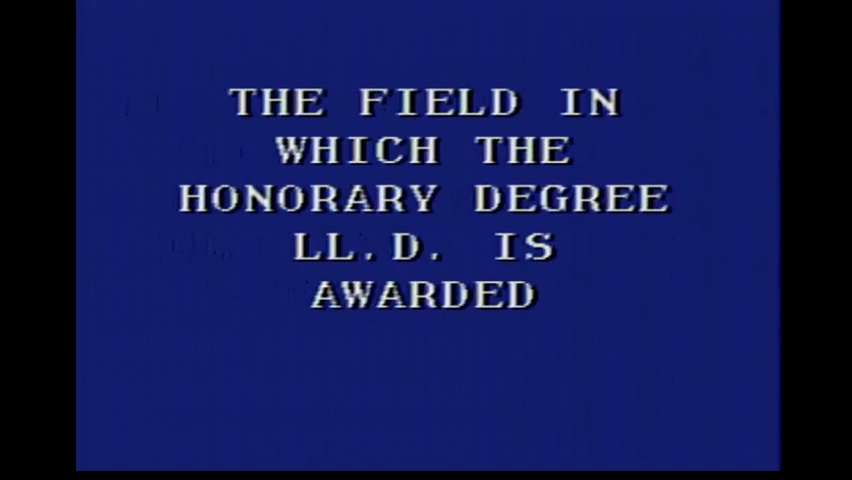 THE FIELD IN
WHICH THE
HONORARY DEGREE
LL.D. IS
AWARDED